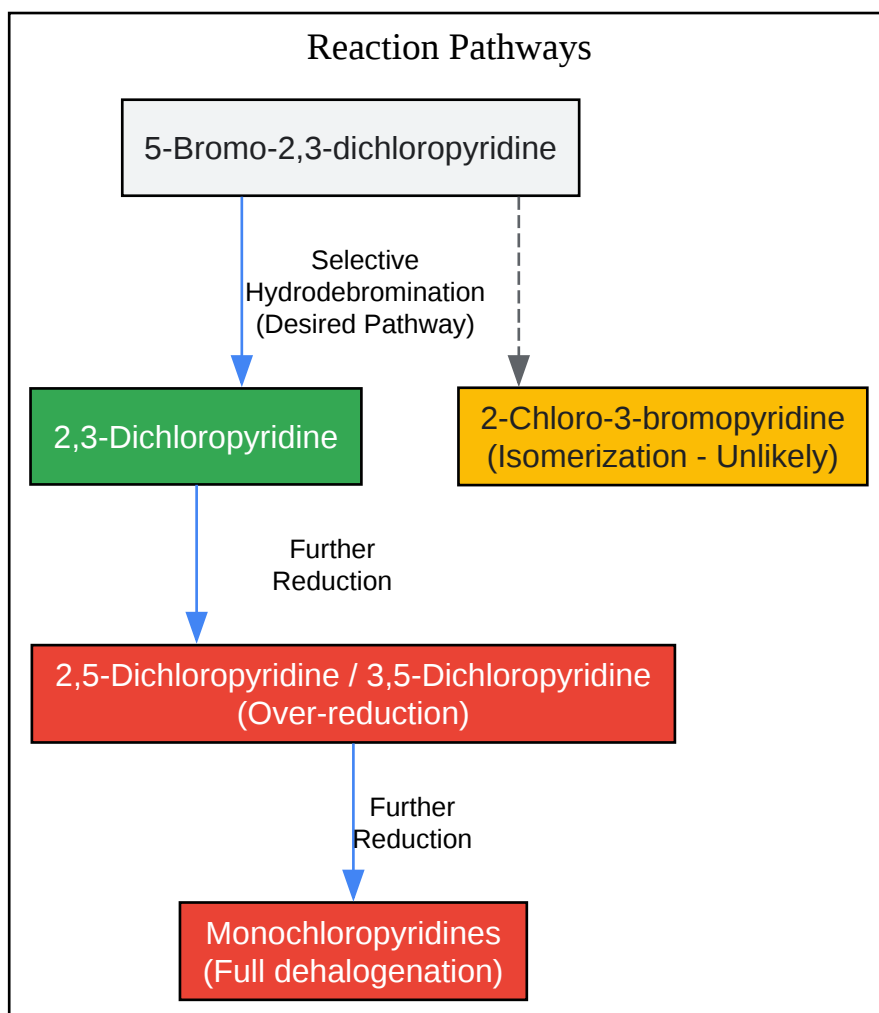 Reaction Pathways
5-Bromo-2,3-dichloropyridine
Selective
Hydrodebromination
(Desired Pathway)
2,3-Dichloropyridine
2-Chloro-3-bromopyridine
(Isomerization - Unlikely)
Further
Reduction
2,5-Dichloropyridine / 3,5-Dichloropyridine
(Over-reduction)
Further
Reduction
Monochloropyridines
(Full dehalogenation)